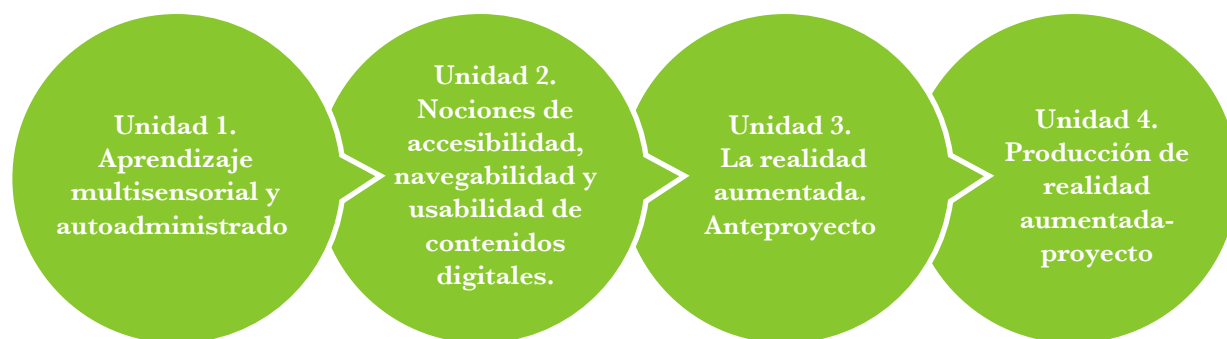 Unidad 1.
Aprendizaje
multisensorial y
autoadministrado
Unidad 2.
Nociones de
accesibilidad,
navegabilidad y
usabilidad de
contenidos
digitales.
Unidad 3.
La realidad
aumentada.
Anteproyecto
Unidad 4.
Producción de
realidad
aumentada-
proyecto